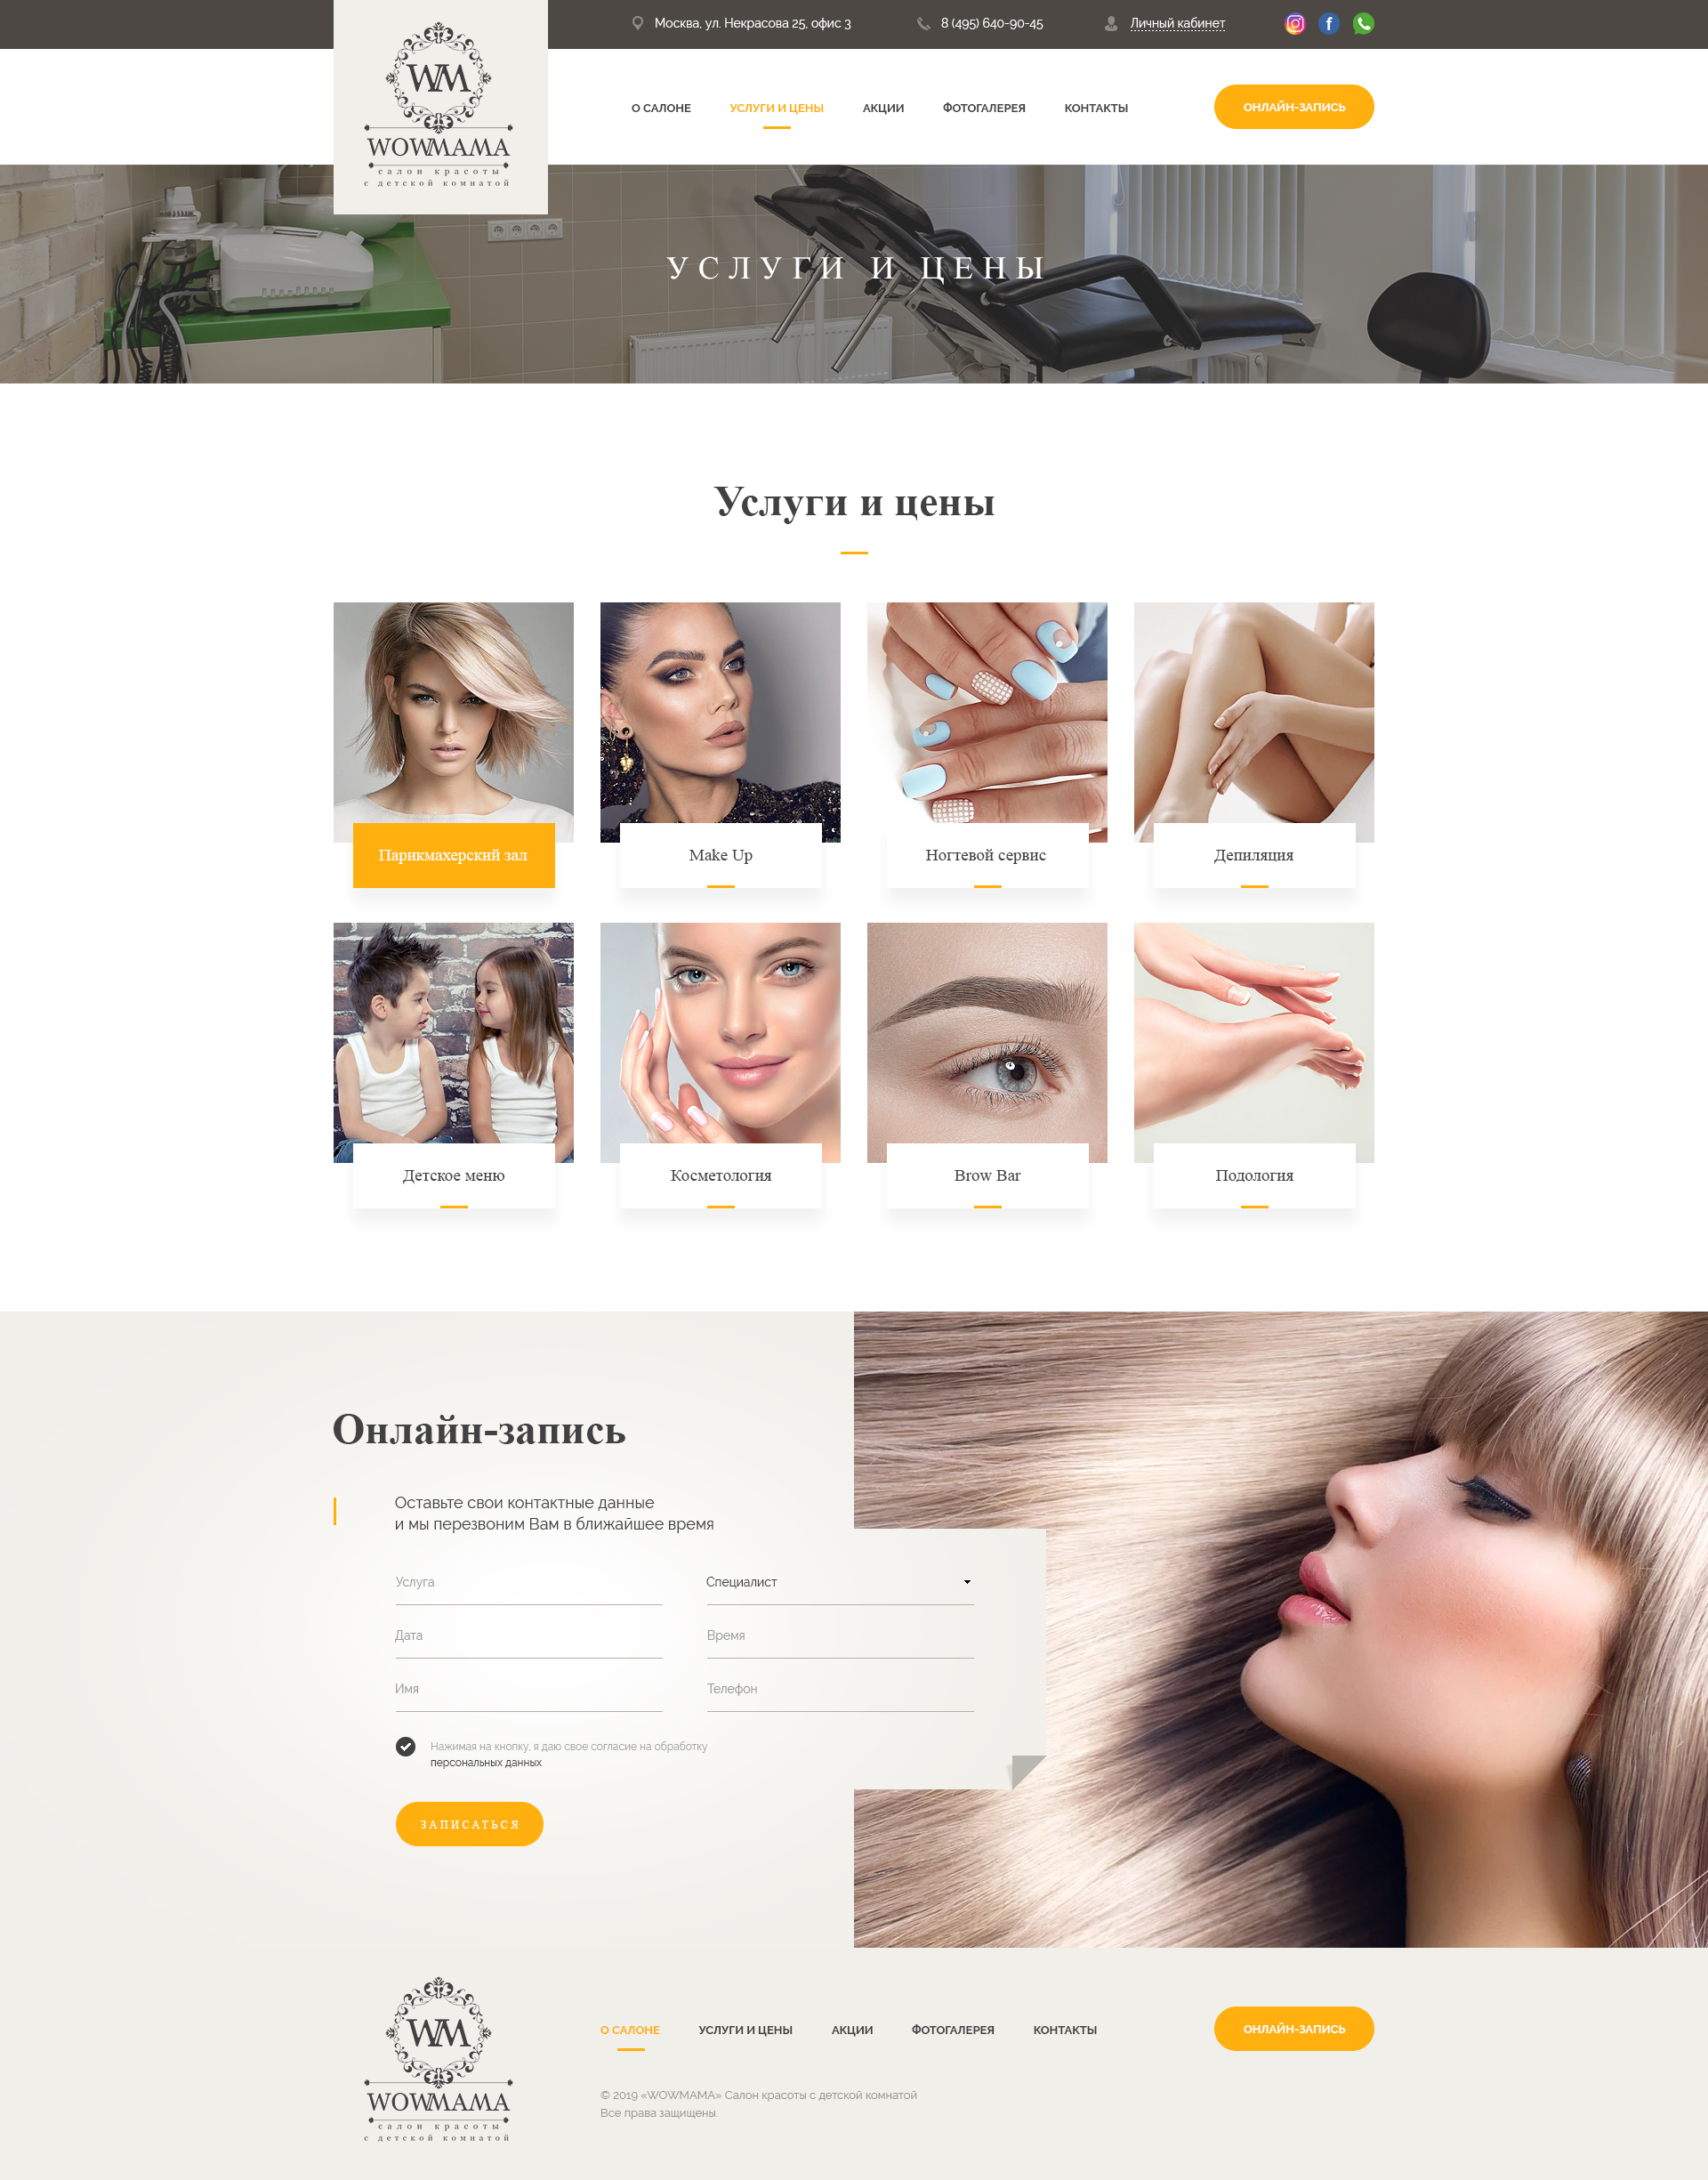 Москва, ул. Некрасова 25, офис 3
8 (495) 640-90-45
Личный кабинет
WM
WOWMAMA
салон красоты
с детской комнатой
О САЛОНЕ
УСЛУГИ И ЦЕНЫ
АКЦИИ
ФОТОГАЛЕРЕЯ
КОНТАКТЫ
ОНЛАЙН-ЗАПИСЬ
УСЛУГИ И ЦЕНЫ
Услуги и цены
Парикмахерский зал
Make Up
Ногтевой сервис
Депиляция
Детское меню
Косметология
Brow Bar
Подология
Онлайн-запись
Оставьте свои контактные данные
и мы перезвоним Вам в ближайшее время
Услуга
Специалист
Дата
Время
Имя
Телефон
Нажимая на кнопку, я даю свое согласие на обработку
персональных данных
ЗАПИСАТЬСЯ
WM
WOWMAMA
салон красоты
с детской комнатой
О САЛОНЕ
УСЛУГИ И ЦЕНЫ
АКЦИИ
ФОТОГАЛЕРЕЯ
КОНТАКТЫ
ОНЛАЙН-ЗАПИСЬ
© 2019 «WOWMAMA» Салон красоты с детской комнатой
Все права защищены.